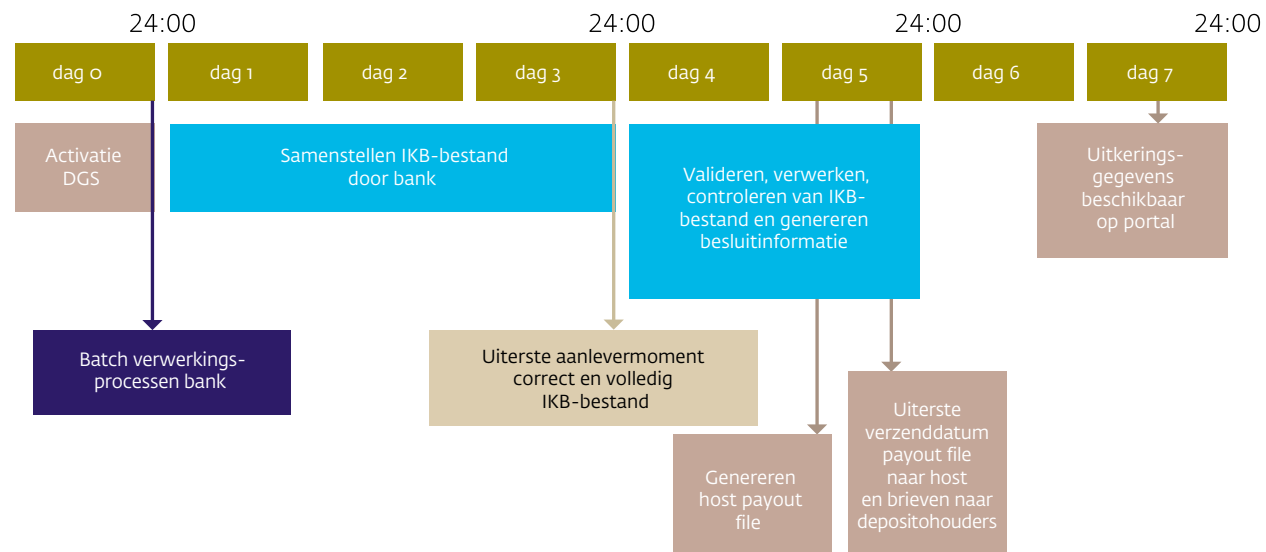 24:00
24:00
24:00
24:00
dag 0
dag 1
dag 2
dag 3
dag 4
dag 5
dag 6
dag 7
Activatie
DGS
Samenstellen IKB-bestand
door bank
Valideren, verwerken,
controleren van IKB-
bestand en genereren
besluitinformatie
Uitkerings-
gegevens
beschikbaar
op portal
Batch verwerkings-
processen bank
Uiterste aanlevermoment
correct en volledig
IKB-bestand
Genereren
host payout
file
Uiterste
verzenddatum
payout file
naar host
en brieven naar
depositohouders